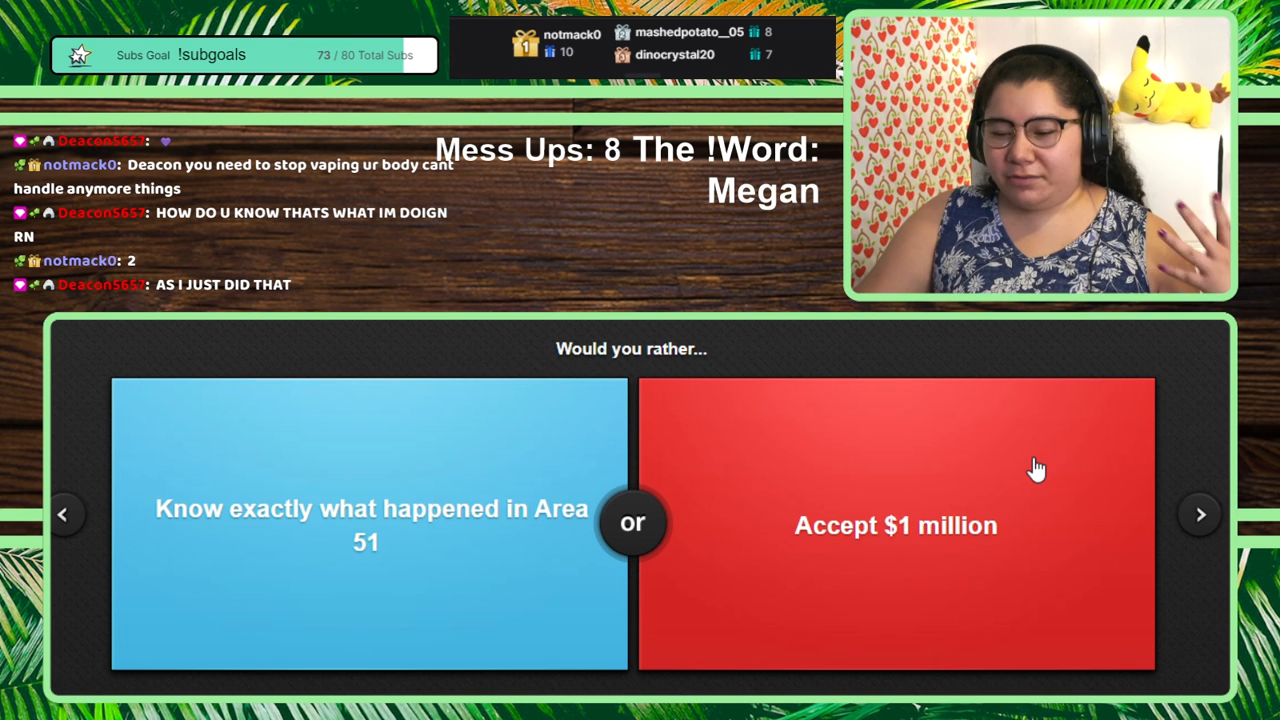 Subs Goal !subgoals 73 / 80 Total Subs
1 notmack0 10
mashedpotato__05 8
dinocrystal20 7
Deacon5657:
notmack0: Deacon you need to stop vaping ur body cant
handle anymore things
Deacon5657: HOW DO U KNOW THATS WHAT IM DOIGN
RN
notmack0: 2
Deacon5657: AS I JUST DID THAT
Mess Ups: 8 The !Word:
Megan
Would you rather...
Know exactly what happened in Area
51
or
Accept $1 million